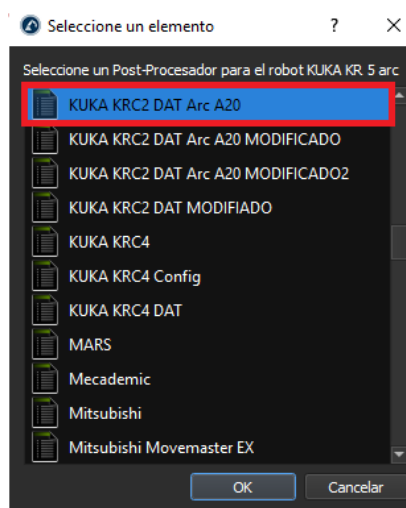 Seleccione un elemento
?
Seleccione un Post-Procesador para el robot KUKA KR 5 arc
KUKA KRC2 DAT Arc A20
KUKA KRC2 DAT Arc A20 MODIFICADO
KUKA KRC2 DAT Arc A20 MODIFICADO2
KUKA KRC2 DAT MODIFIADO
KUKA KRC4
KUKA KRC4 Config
KUKA KRC4 DAT
MARS
Mecademic
Mitsubishi
Mitsubishi Movemaster EX
OK
Cancelar